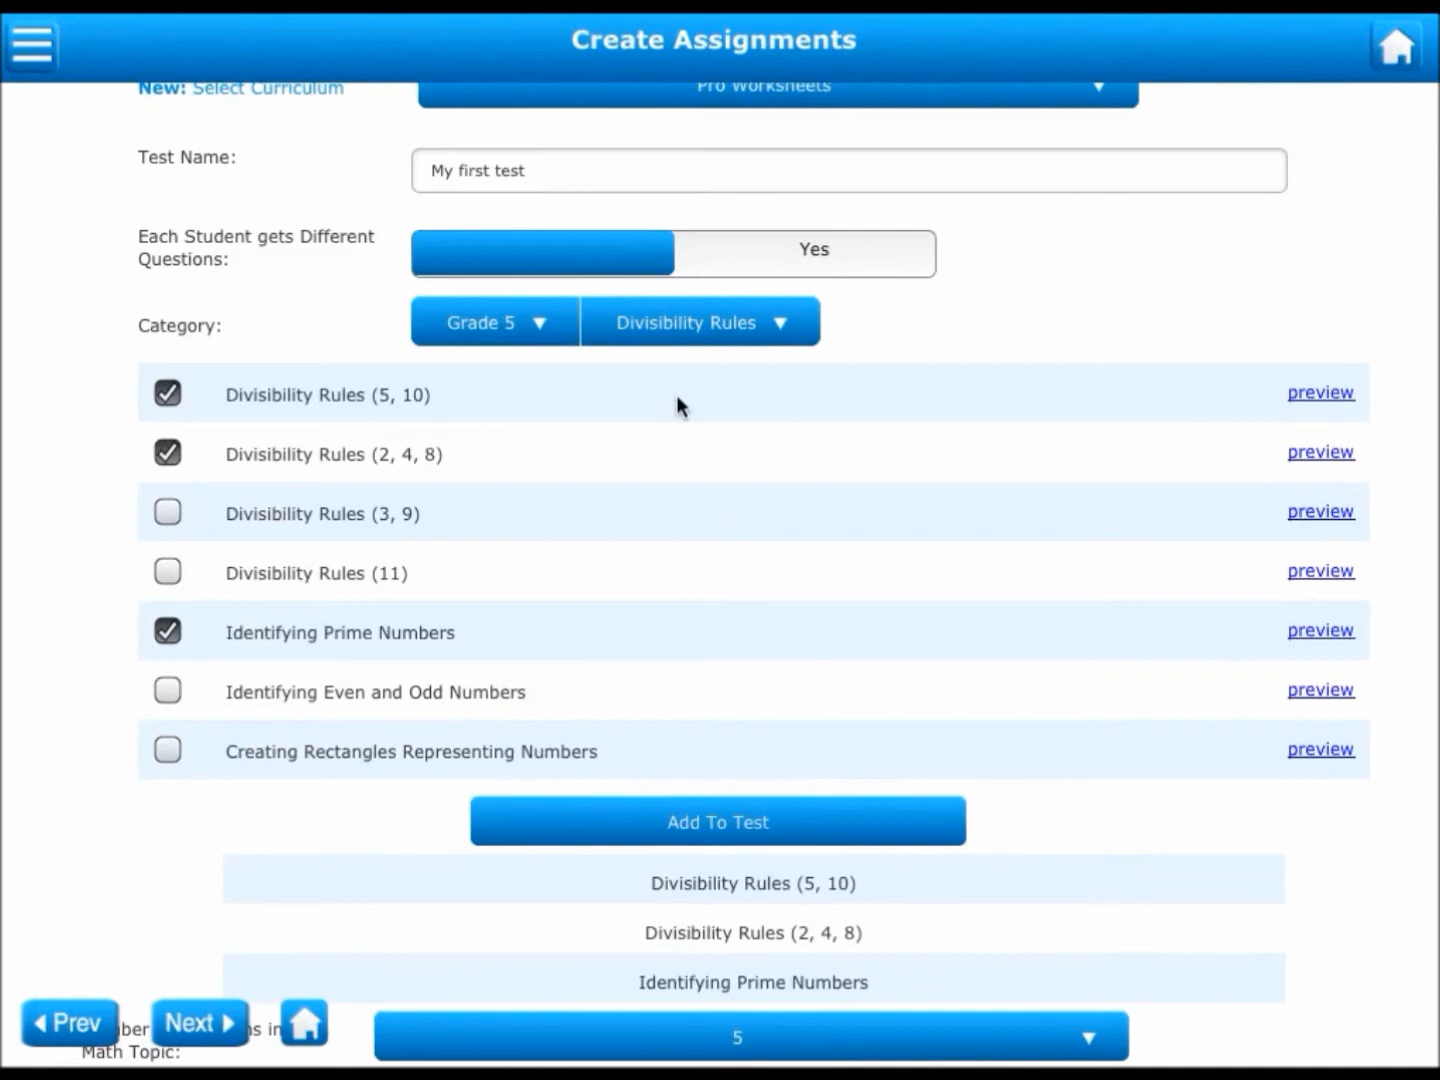 Create Assignments
New: Select Curriculum
Pro Worksheets
Test Name:
My first test
Each Student gets Different
Questions:
Yes
Category:
Grade 5
Divisibility Rules
Divisibility Rules (5, 10)
preview
Divisibility Rules (2, 4, 8)
preview
Divisibility Rules (3, 9)
preview
Divisibility Rules (11)
preview
Identifying Prime Numbers
preview
Identifying Even and Odd Numbers
preview
Creating Rectangles Representing Numbers
preview
Add To Test
Divisibility Rules (5, 10)
Divisibility Rules (2, 4, 8)
Identifying Prime Numbers
Prev
Next
in
Math Topic:
5